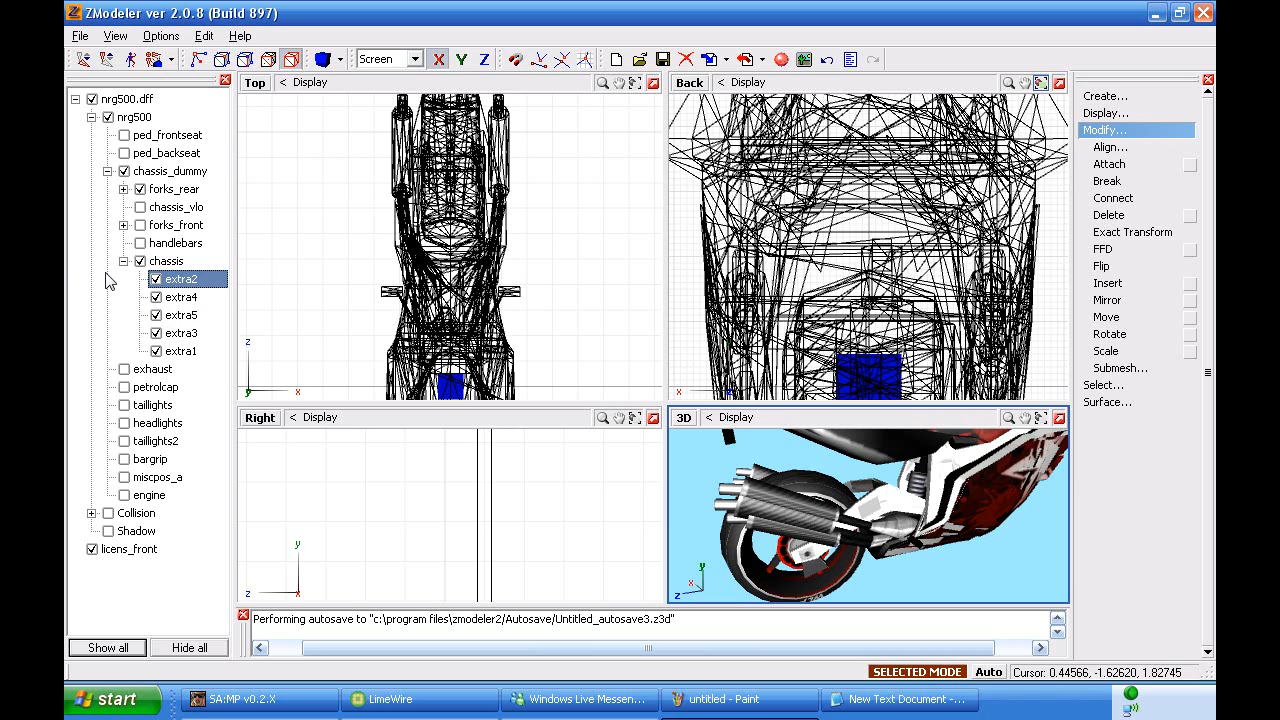 ZModeler ver 2.0.8 (Build 897)
File View Options Edit Help
Screen X Y Z
nrg500.dff
nrg500
ped_frontseat
ped_backseat
chassis_dummy
forks_rear
chassis_vlo
forks_front
handlebars
chassis
extra2
extra4
extra5
extra3
extra1
exhaust
petrolcap
taillights
headlights
taillights2
bargrip
miscpos_a
engine
Collision
Shadow
licens_front
Show all Hide all
Top < Display
z
y x
Back < Display
x z
Right < Display
y
z x
3D < Display
y
x
z
Create...
Display...
Modify...
Align...
Attach
Break
Connect
Delete
Exact Transform
FFD
Flip
Insert
Mirror
Move
Rotate
Scale
Submesh...
Select...
Surface...
Performing autosave to "c:\program files\zmodeler2/Autosave/Untitled_autosave3.z3d"
SELECTED MODE Auto Cursor: 0.44566, -1.62620, 1.82745
start SA:MP v0.2.X LimeWire Windows Live Messen... untitled - Paint New Text Document -...